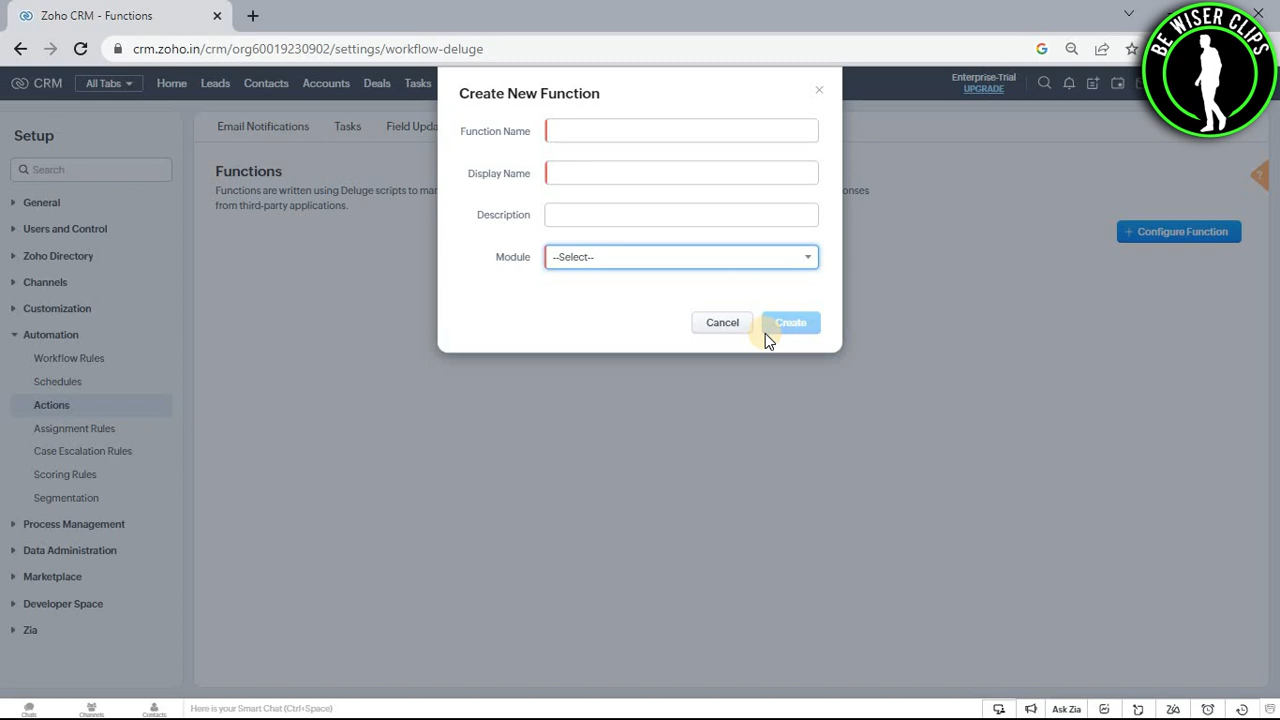 Zoho CRM - Functions
crm.zoho.in/crm/org60019230902/settings/workflow-deluge
BE WISER CLIPS
CRM
All Tabs
Home
Leads
Contacts
Accounts
Deals
Tasks
Enterprise-Trial
UPGRADE
Setup
Search
General
Users and Control
Zoho Directory
Channels
Customization
Automation
Workflow Rules
Schedules
Actions
Assignment Rules
Case Escalation Rules
Scoring Rules
Segmentation
Process Management
Data Administration
Marketplace
Developer Space
Zia
Email Notifications
Tasks
Field Upda
Functions
Functions are written using Deluge scripts to ma
onses
from third-party applications.
+ Configure Function
?
Create New Function
Function Name
Display Name
Description
Module
--Select--
Cancel
Create
Chats
Channels
Contacts
Here is your Smart Chat (Ctrl+Space)
Ask Zia